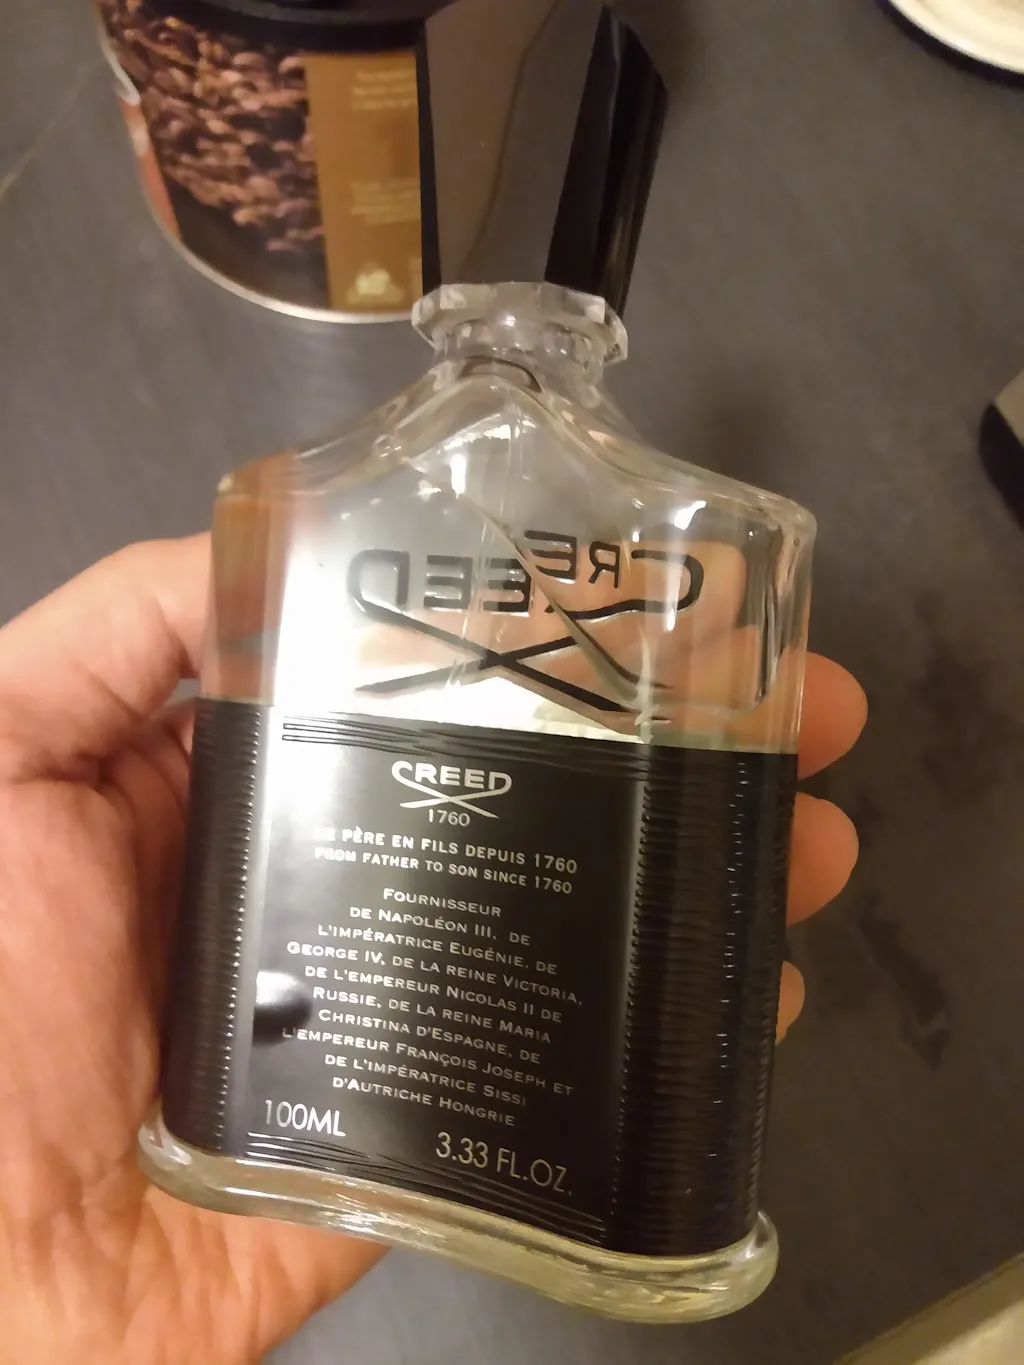 CREED
CREED
1760
DE PÈRE EN FILS DEPUIS 1760
FROM FATHER TO SON SINCE 1760
FOURNISSEUR
DE NAPOLÉON III, DE
L'IMPÉRATRICE EUGÉNIE, DE
GEORGE IV, DE LA REINE VICTORIA,
DE L'EMPEREUR NICOLAS II DE
RUSSIE, DE LA REINE MARIA
CHRISTINA D'ESPAGNE, DE
L'EMPEREUR FRANÇOIS JOSEPH ET
DE L'IMPÉRATRICE SISSI
D'AUTRICHE HONGRIE
100ML
3.33 FL.OZ.